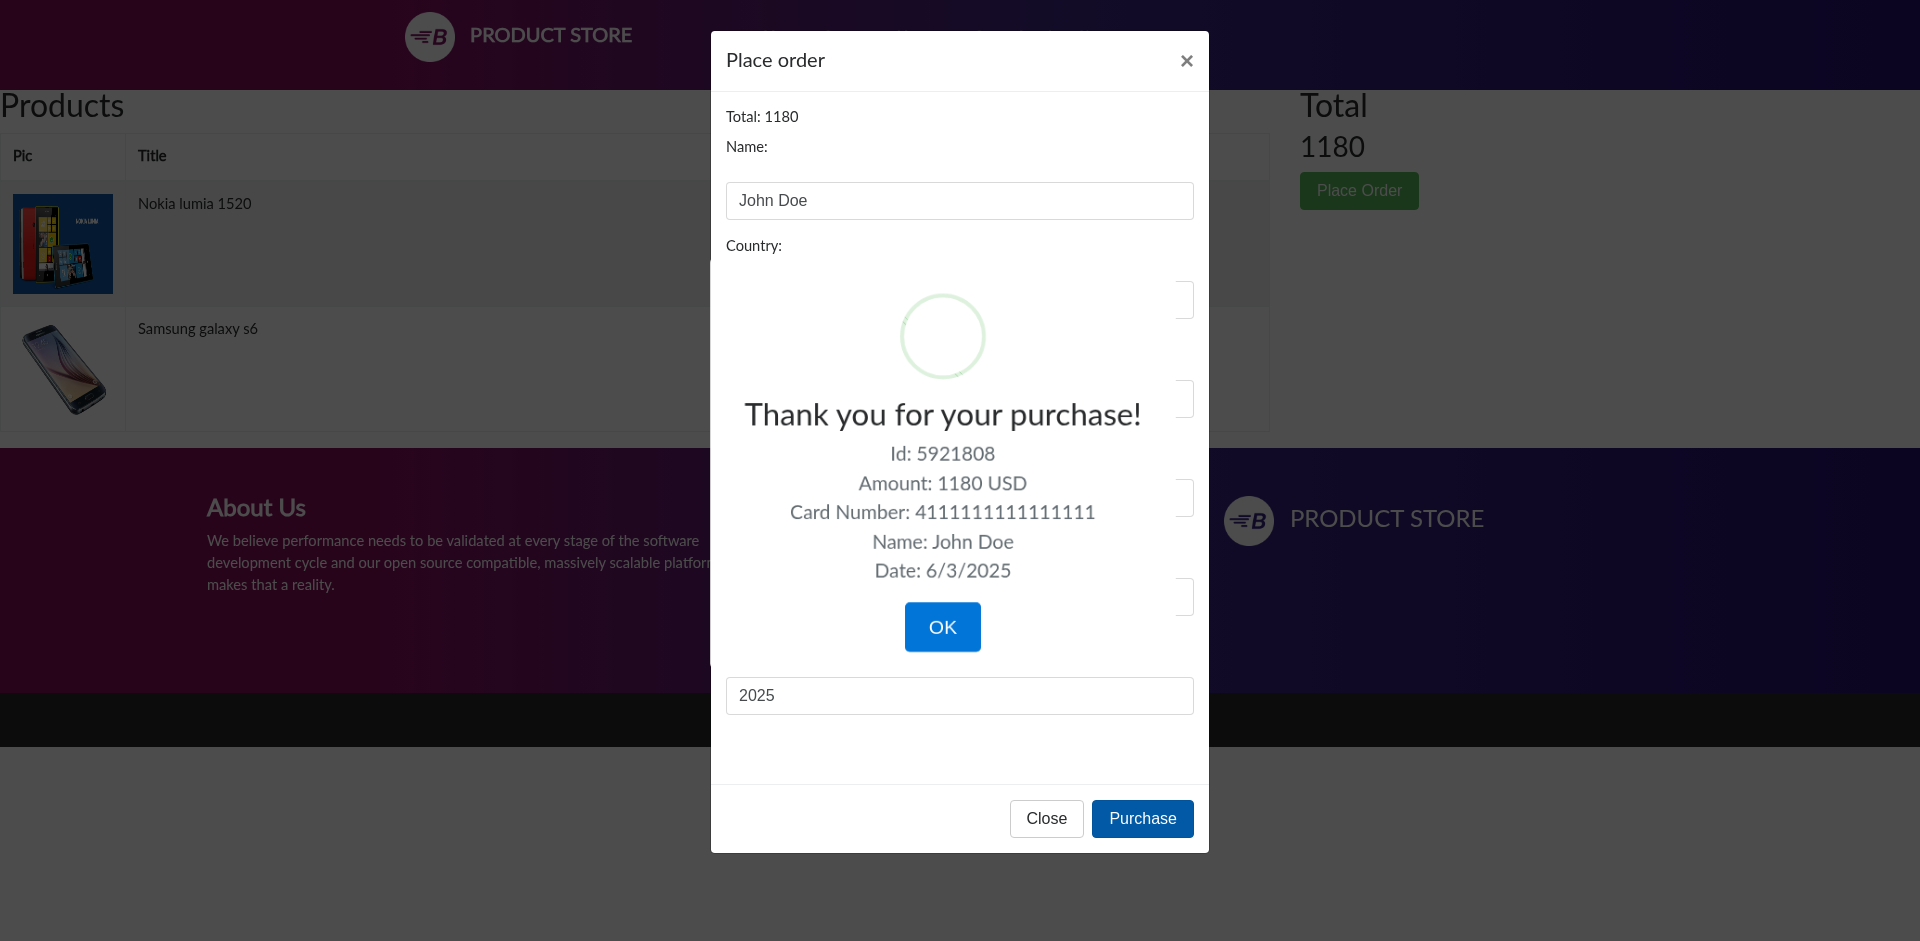 PRODUCT STORE
Place order
×
Products
Total
Total: 1180
Pic
Title
Name:
1180
Nokia lumia 1520
John Doe
Place Order
NOKIA LUMIA
Country:
Samsung galaxy s6
Thank you for your purchase!
Id: 5921808
Amount: 1180 USD
Card Number: 4111111111111111
Name: John Doe
Date: 6/3/2025
OK
About Us
We believe performance needs to be validated at every stage of the software
development cycle and our open source compatible, massively scalable platfor
makes that a reality.
B PRODUCT STORE
2025
Close
Purchase